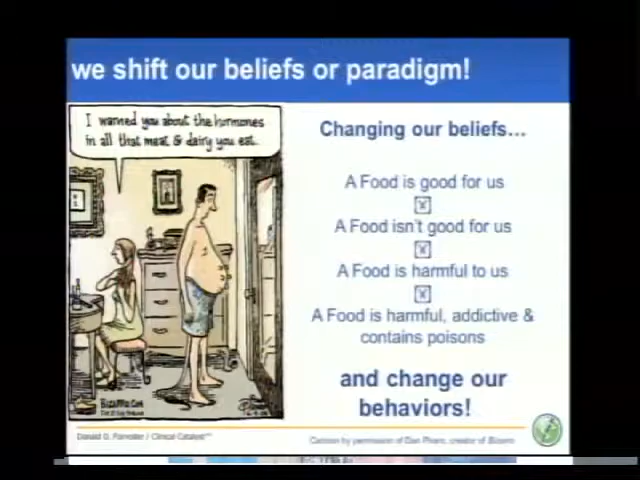 we shift our beliefs or paradigm!
I warned you about the hormones
in all that meat & dairy you eat.
Changing our beliefs…
A Food is good for us
A Food isn't good for us
A Food is harmful to us
A Food is harmful, addictive &
contains poisons
and change our
behaviors!
BIZARRO.COM
Donald D. Forrester / Clinical Catalyst™
Cartoon by permission of Dan Piraro, creator of Bizarro